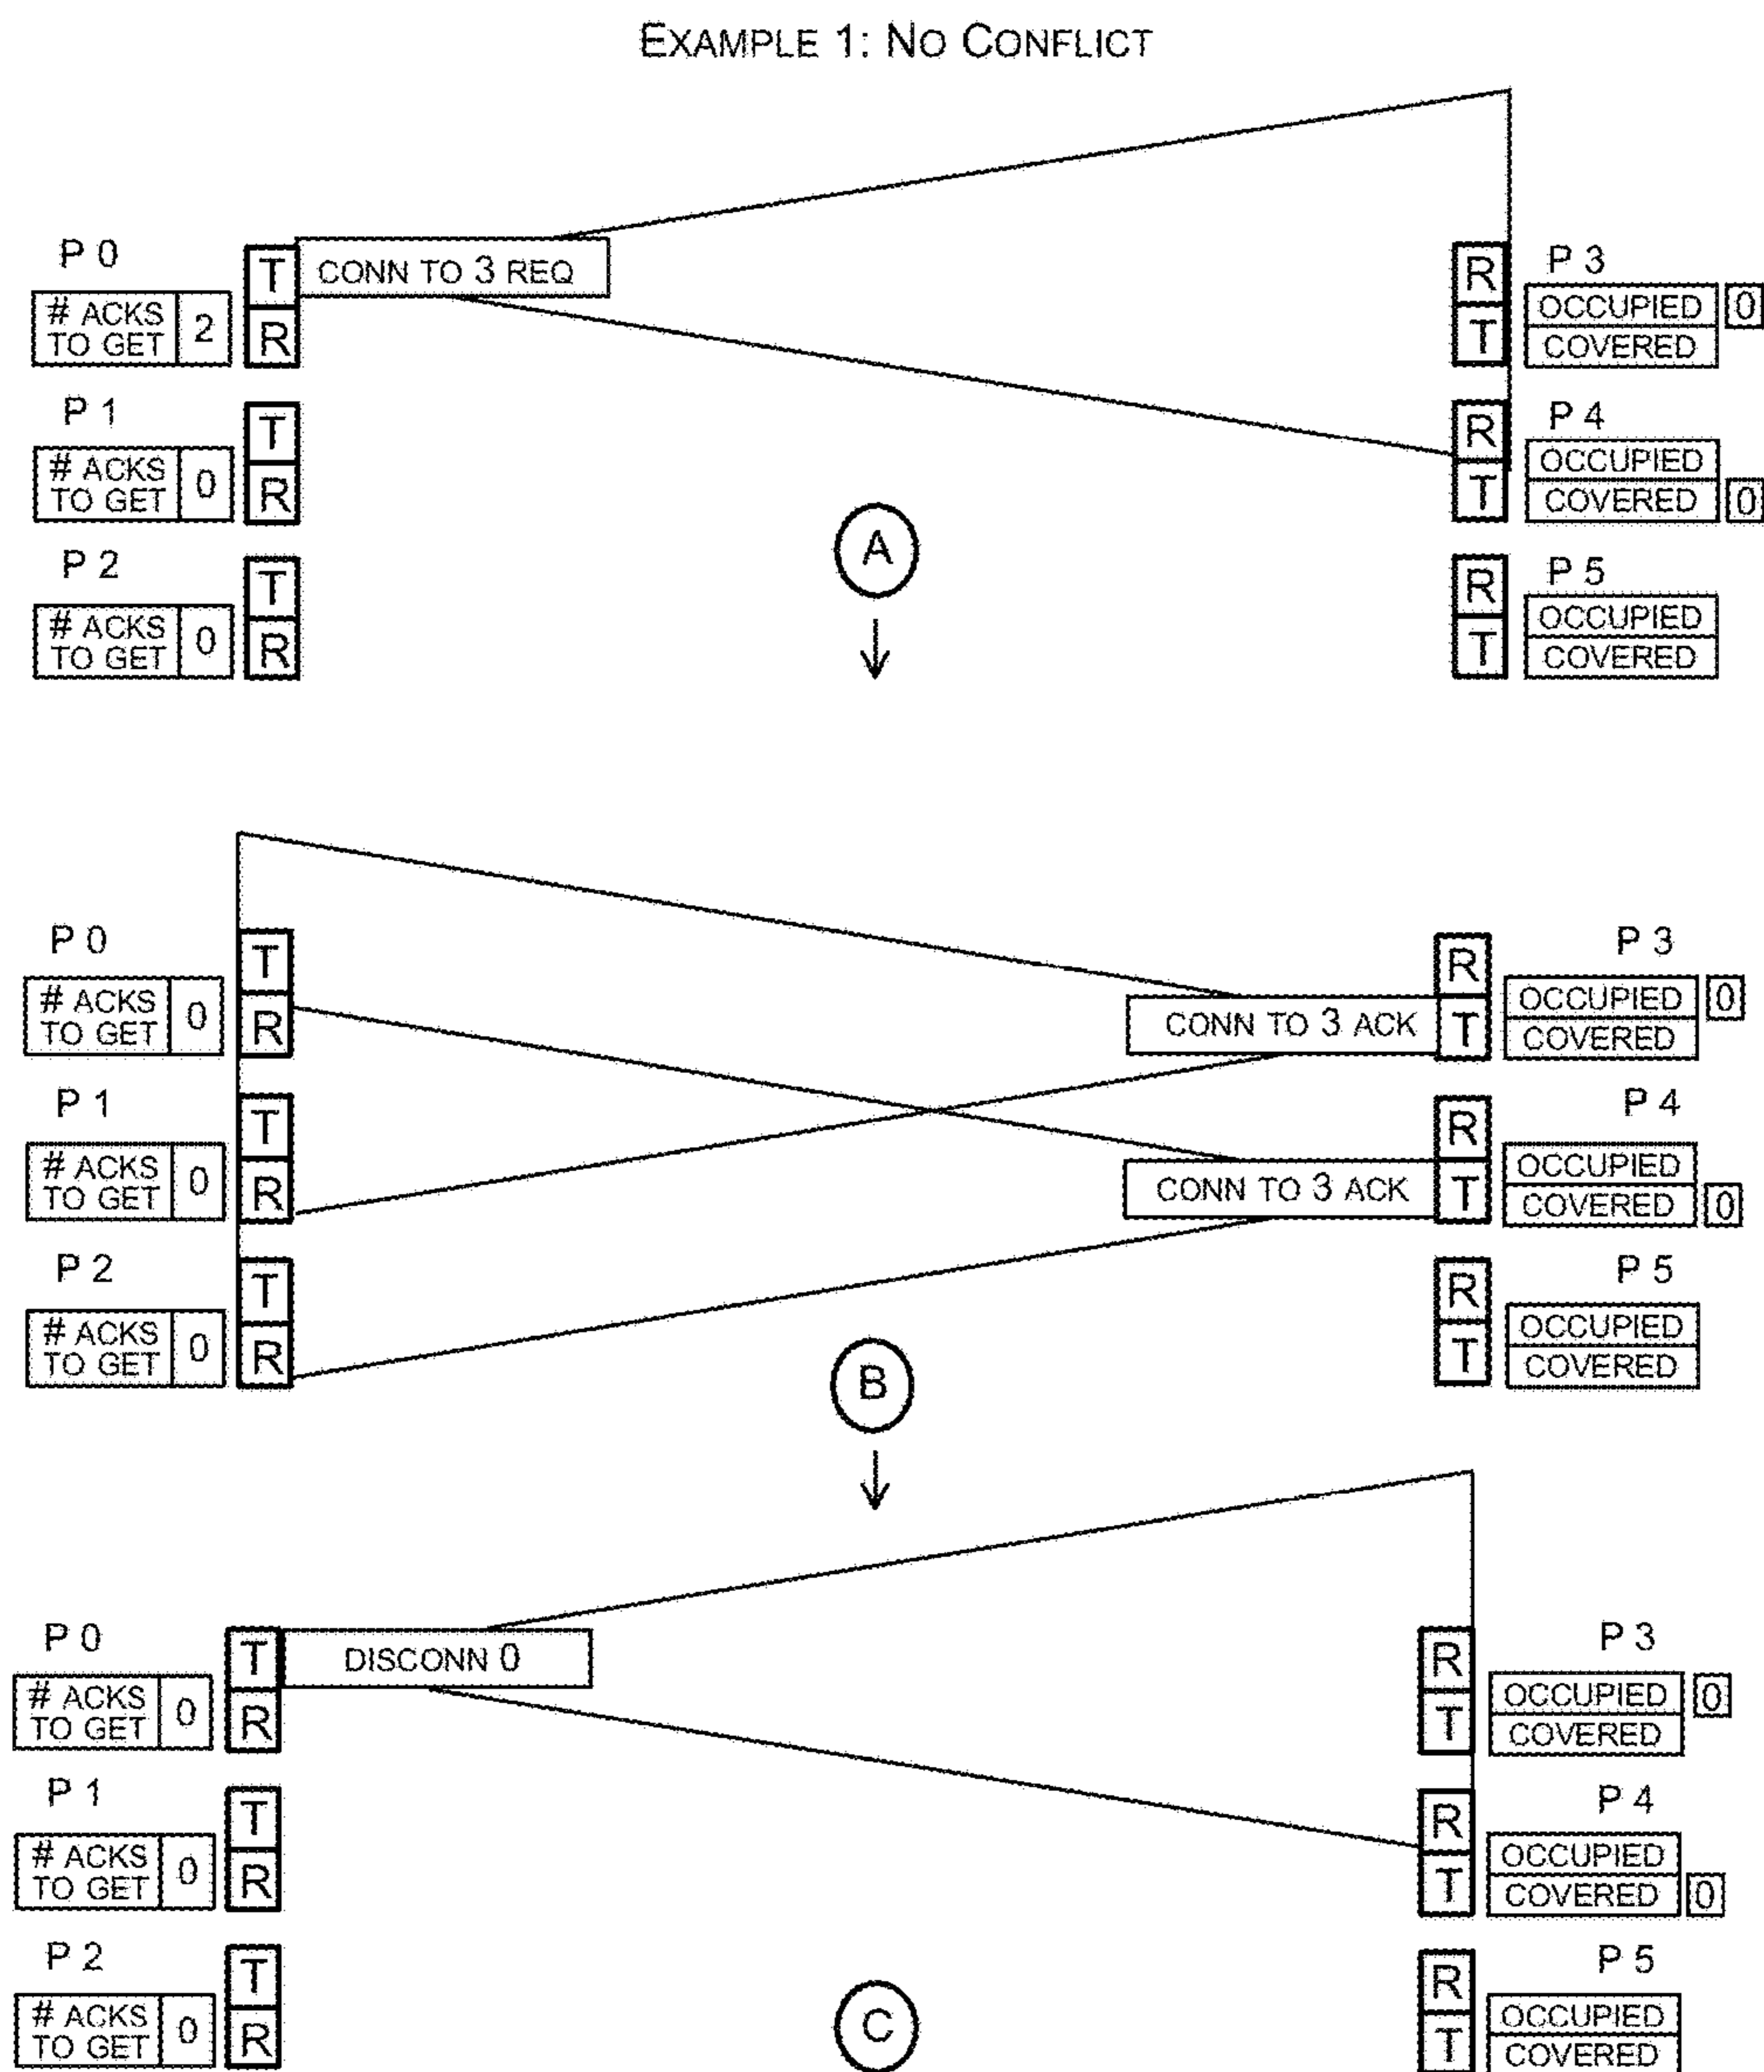 EXAMPLE 1: NO CONFLICT
P 0
T
CONN TO 3 REQ
R
P 3
# ACKS
TO GET
2
R
T
OCCUPIED
0
COVERED
P 1
T
R
P 4
# ACKS
TO GET
0
R
T
OCCUPIED
COVERED
0
A
P 2
T
R
P 5
# ACKS
TO GET
0
R
T
OCCUPIED
COVERED
P 0
T
R
P 3
# ACKS
TO GET
0
R
CONN TO 3 ACK
T
OCCUPIED
0
COVERED
P 1
T
R
P 4
# ACKS
TO GET
0
R
CONN TO 3 ACK
T
OCCUPIED
COVERED
0
P 2
T
R
P 5
# ACKS
TO GET
0
R
T
OCCUPIED
COVERED
B
P 0
T
DISCONN 0
R
P 3
# ACKS
TO GET
0
R
T
OCCUPIED
0
COVERED
P 1
T
R
P 4
# ACKS
TO GET
0
R
T
OCCUPIED
COVERED
0
P 2
T
R
P 5
# ACKS
TO GET
0
R
T
OCCUPIED
COVERED
C